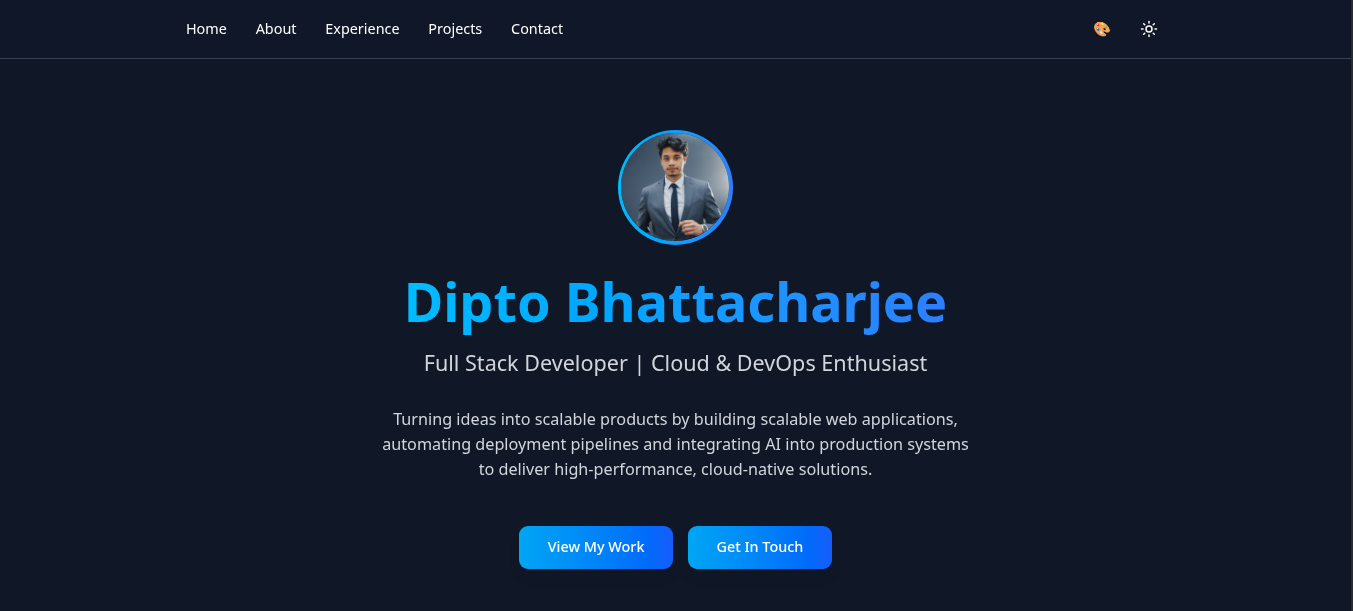 Home About Experience Projects Contact
Dipto Bhattacharjee
Full Stack Developer | Cloud & DevOps Enthusiast
Turning ideas into scalable products by building scalable web applications,
automating deployment pipelines and integrating AI into production systems
to deliver high-performance, cloud-native solutions.
View My Work Get In Touch